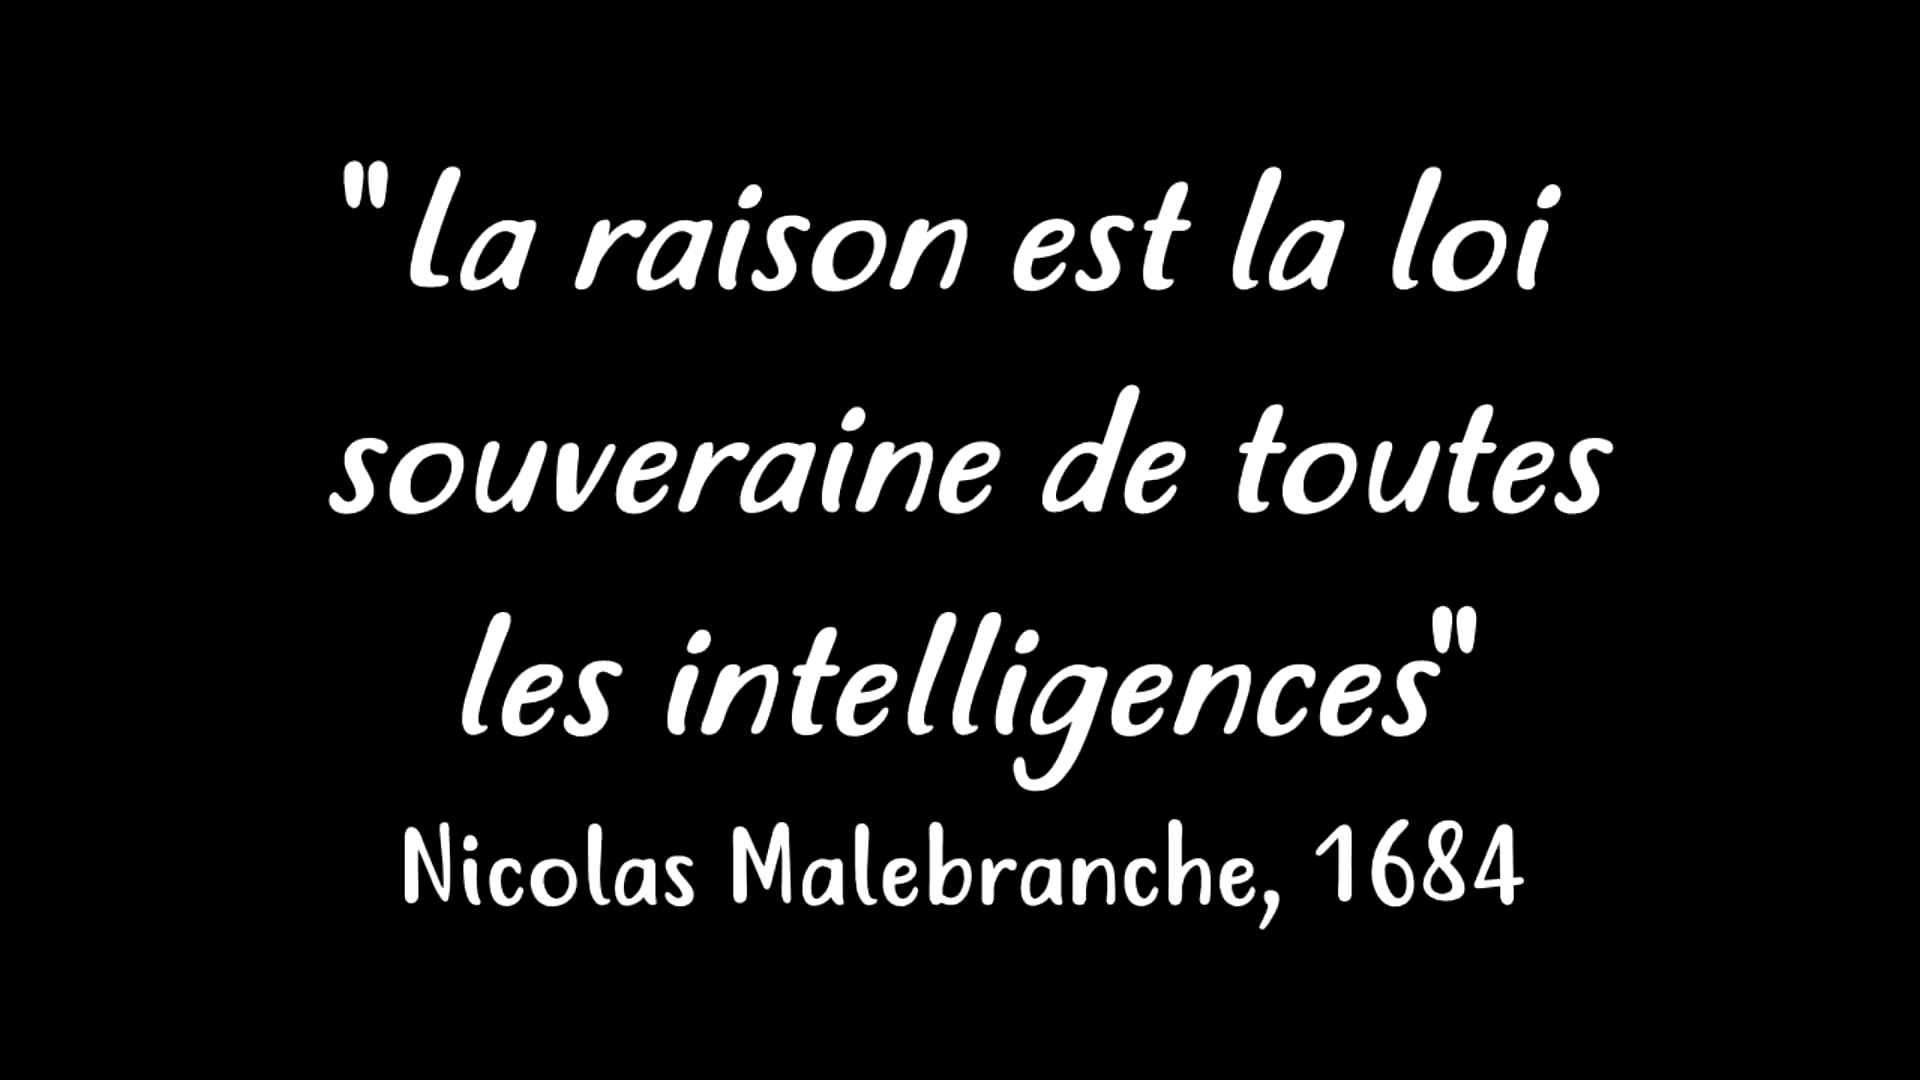 "La raison est la loi
souveraine de toutes
les intelligences"
Nicolas Malebranche, 1684